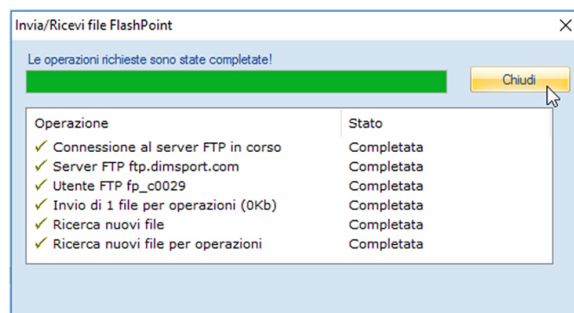 Invia/Ricevi file FlashPoint
Le operazioni richieste sono state completate!
Chiudi
Operazione Stato
Connessione al server FTP in corso Completata
Server FTP ftp.dimsport.com Completata
Utente FTP fp_c0029 Completata
Invio di 1 file per operazioni (0Kb) Completata
Ricerca nuovi file Completata
Ricerca nuovi file per operazioni Completata